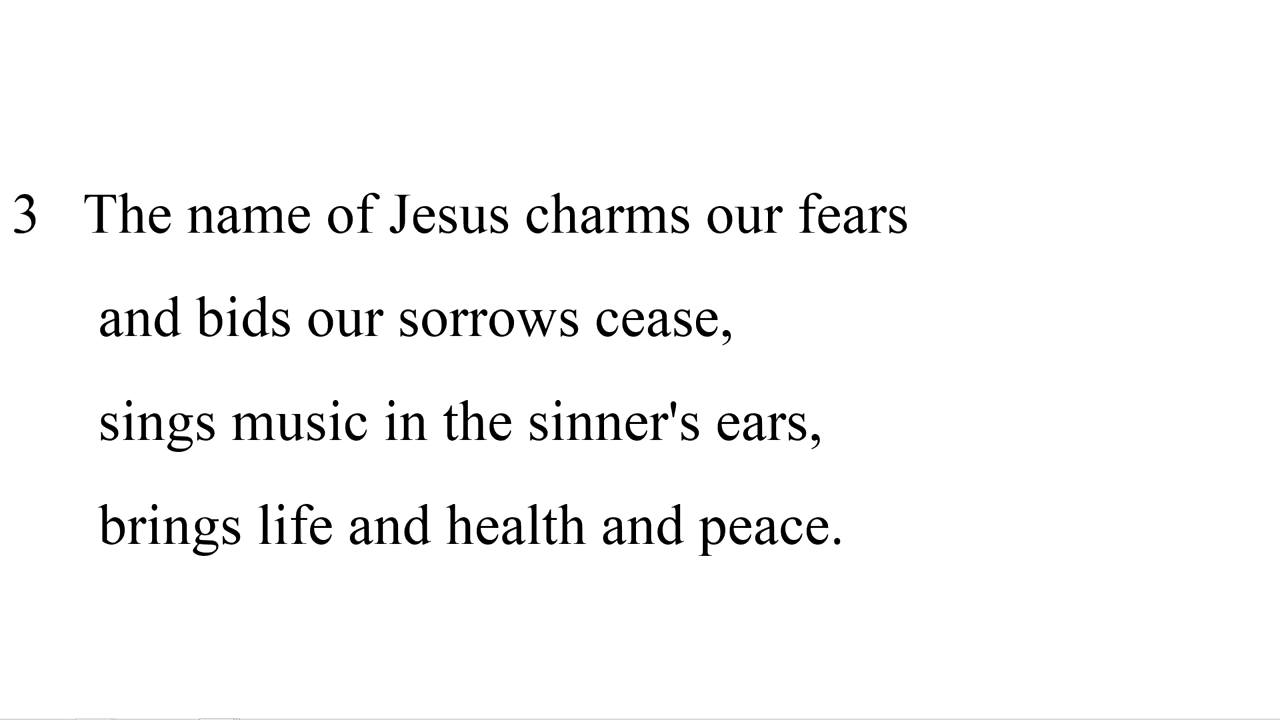 3 The name of Jesus charms our fears
and bids our sorrows cease,
sings music in the sinner's ears,
brings life and health and peace.